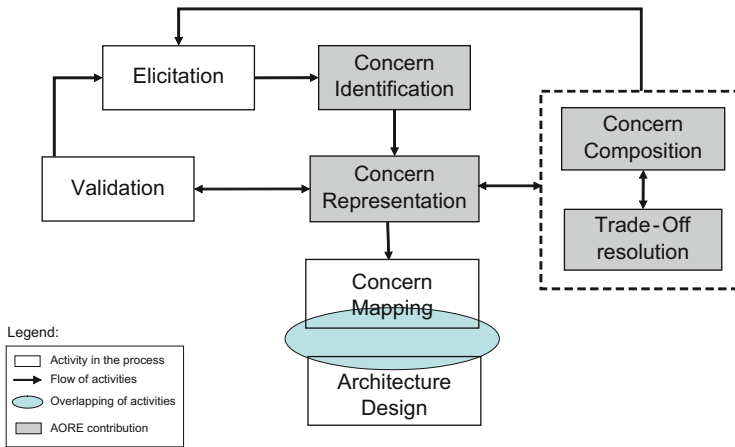 Elicitation
Concern
Identification
Concern
Composition
Validation
Concern
Representation
Trade-Off
resolution
Concern
Mapping
Architecture
Design
Legend:
Activity in the process
Flow of activities
Overlapping of activities
AORE contribution